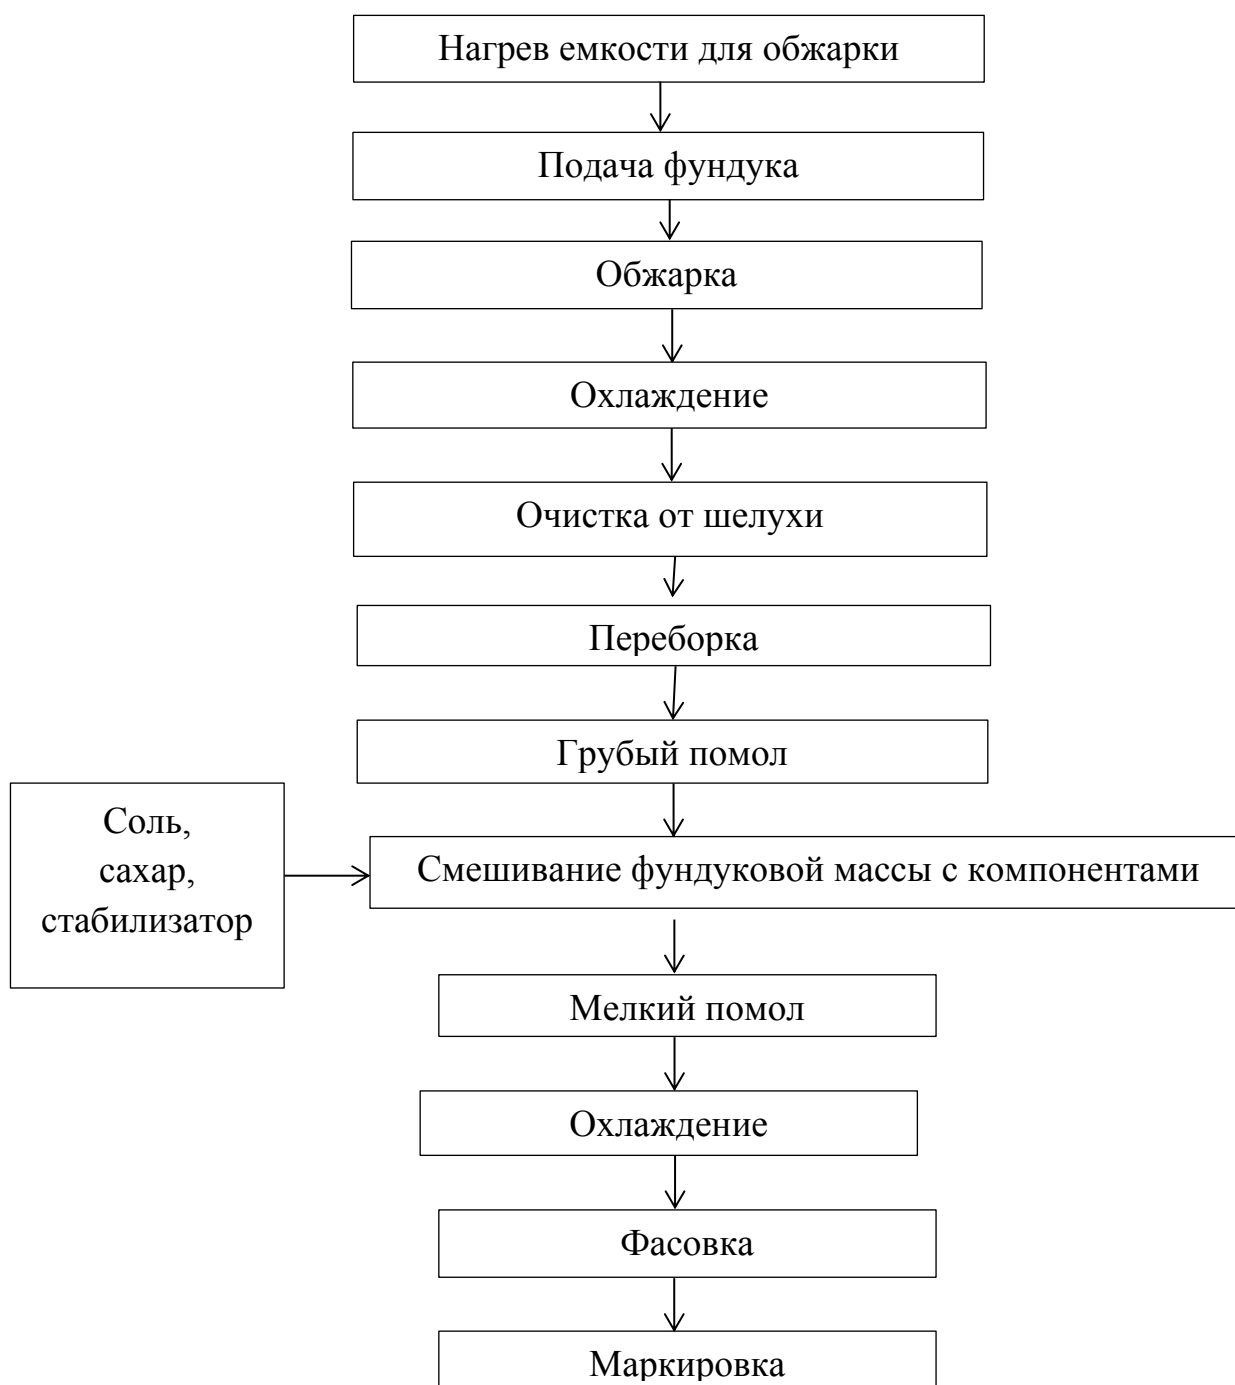 Нагрев емкости для обжарки
Подача фундука
Обжарка
Охлаждение
Очистка от шелухи
Переборка
Грубый помол
Соль,
сахар,
стабилизатор
Смешивание фундуковой массы с компонентами
Мелкий помол
Охлаждение
Фасовка
Маркировка